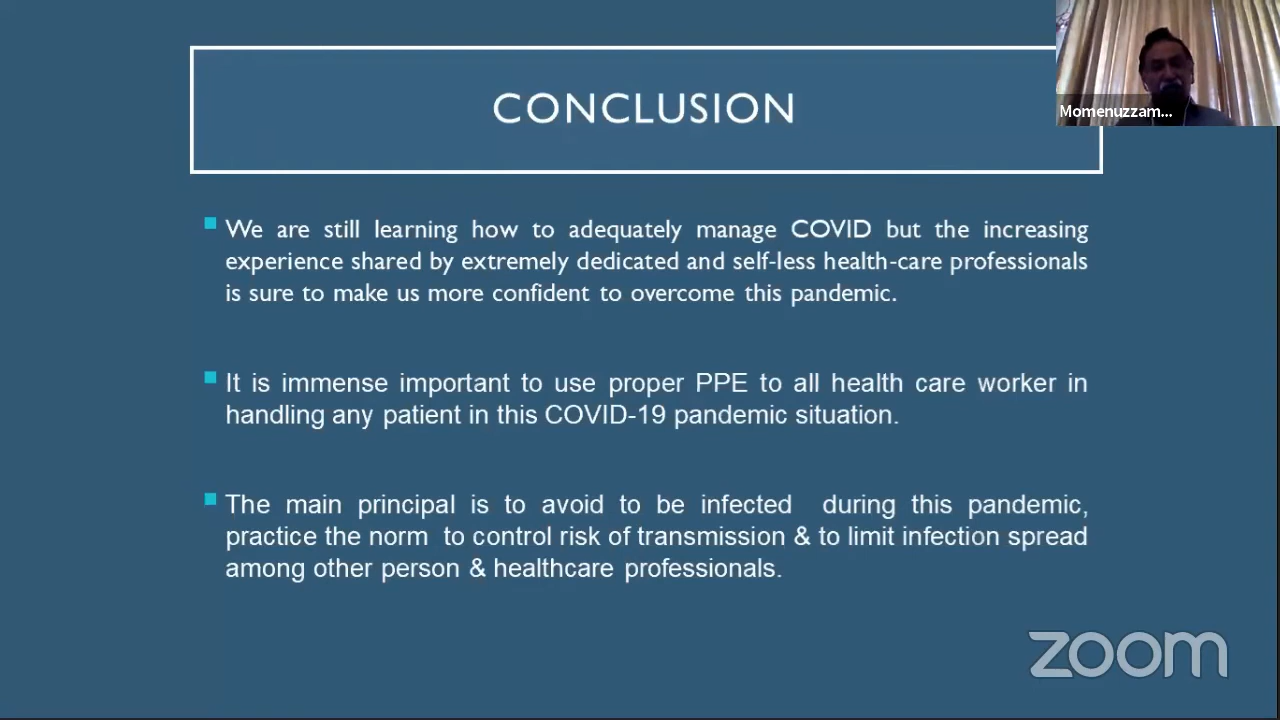 CONCLUSION
Momenuzzam...
We are still learning how to adequately manage COVID but the increasing
experience shared by extremely dedicated and self-less health-care professionals
is sure to make us more confident to overcome this pandemic.
It is immense important to use proper PPE to all health care worker in
handling any patient in this COVID-19 pandemic situation.
The main principal is to avoid to be infected during this pandemic,
practice the norm to control risk of transmission & to limit infection spread
among other person & healthcare professionals.
zoom